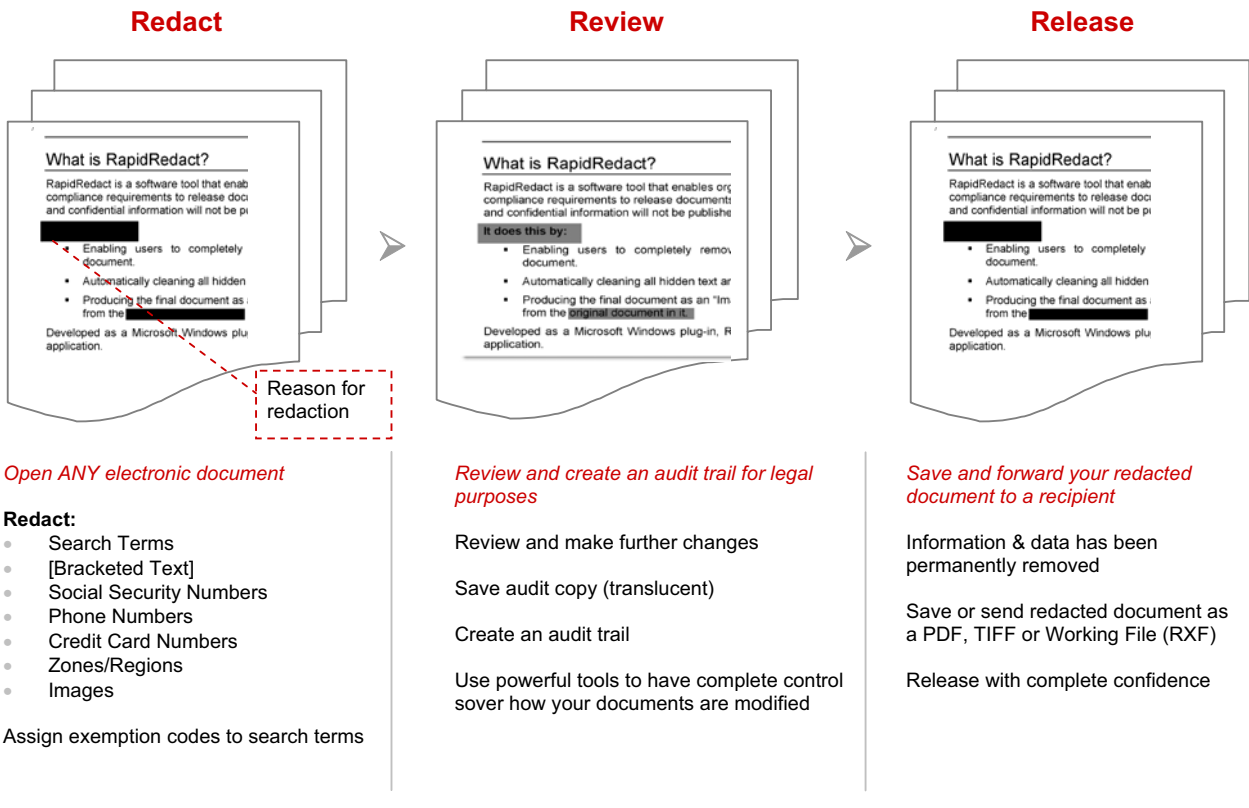 Redact
What is RapidRedact?
RapidRedact is a software tool that enab
compliance requirements to release docu
and confidential information will not be pu
▪ Enabling users to completely
document.
▪ Automatically cleaning all hidden
▪ Producing the final document as
from the
Developed as a Microsoft Windows plug
application.
Reason for
redaction
Open ANY electronic document
Redact:
• Search Terms
• [Bracketed Text]
• Social Security Numbers
• Phone Numbers
• Credit Card Numbers
• Zones/Regions
• Images
Assign exemption codes to search terms
Review
What is RapidRedact?
RapidRedact is a software tool that enables org
compliance requirements to release documents
and confidential information will not be publishe
It does this by:
▪ Enabling users to completely remov
document.
▪ Automatically cleaning all hidden text an
▪ Producing the final document as an “Im
from the original document in it.
Developed as a Microsoft Windows plug-in, R
application.
Review and create an audit trail for legal
purposes
Review and make further changes
Save audit copy (translucent)
Create an audit trail
Use powerful tools to have complete control
sover how your documents are modified
Release
What is RapidRedact?
RapidRedact is a software tool that enab
compliance requirements to release docu
and confidential information will not be pu
▪ Enabling users to completely
document.
▪ Automatically cleaning all hidden
▪ Producing the final document as
from the
Developed as a Microsoft Windows plug
application.
Save and forward your redacted
document to a recipient
Information & data has been
permanently removed
Save or send redacted document as
a PDF, TIFF or Working File (RXF)
Release with complete confidence